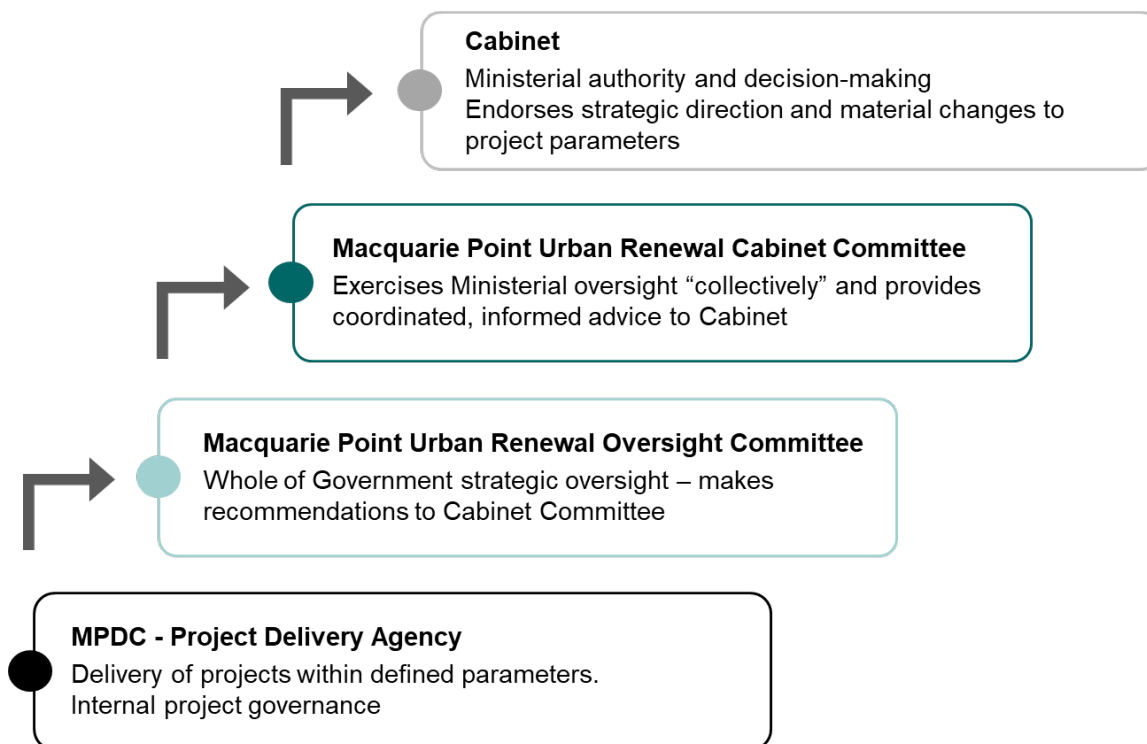 Cabinet
Ministerial authority and decision-making
Endorses strategic direction and material changes to
project parameters
Macquarie Point Urban Renewal Cabinet Committee
Exercises Ministerial oversight “collectively” and provides
coordinated, informed advice to Cabinet
Macquarie Point Urban Renewal Oversight Committee
Whole of Government strategic oversight – makes
recommendations to Cabinet Committee
MPDC - Project Delivery Agency
Delivery of projects within defined parameters.
Internal project governance